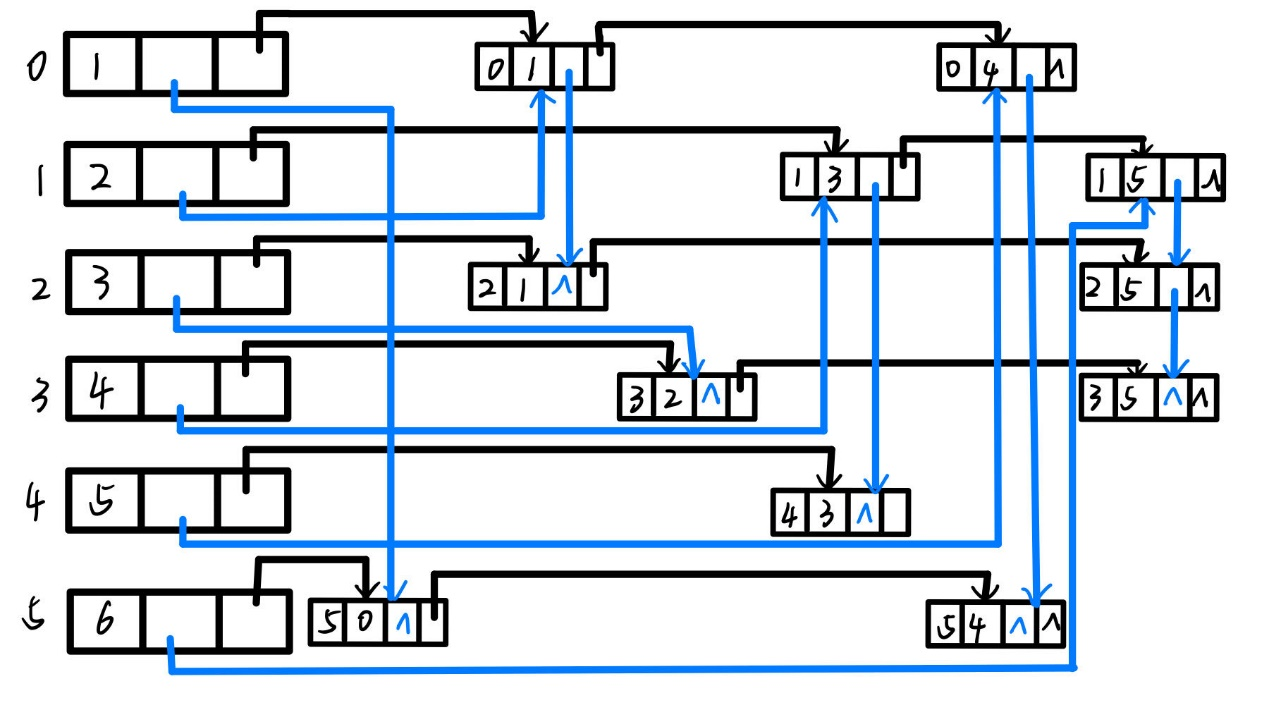 0 1 0 1 0 4 ∧
1 2 1 3 1 5 ∧
2 3 2 1 ∧ 2 5 ∧
3 4 3 2 ∧ 3 5 ∧ ∧
4 5 4 3 ∧
5 6 5 0 ∧ 5 4 ∧ ∧